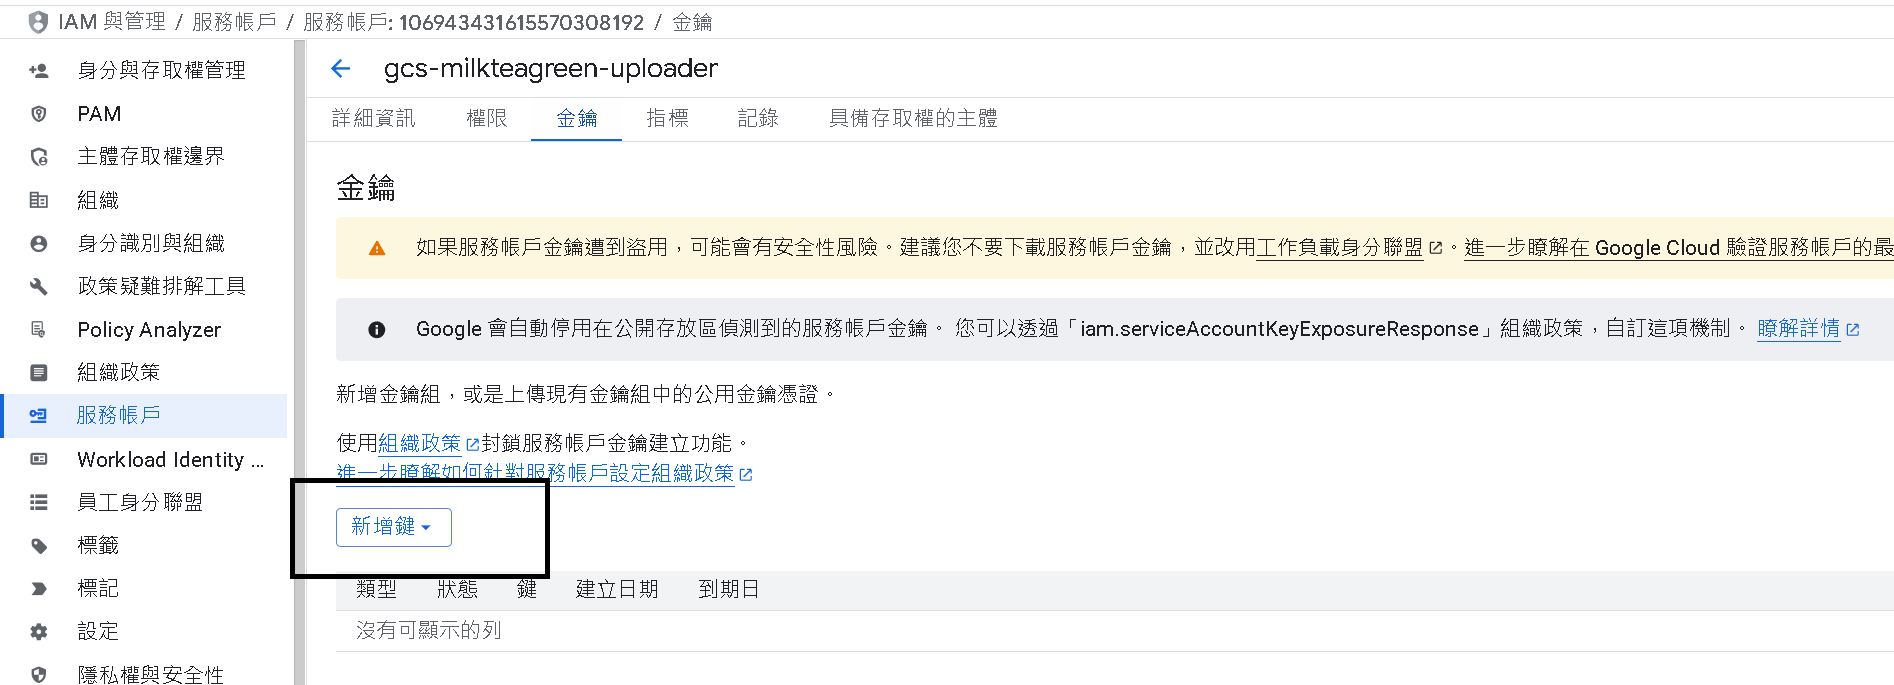 IAM 與管理 / 服務帳戶 / 服務帳戶: 106943431615570308192 / 金鑰
身分與存取權管理
PAM
主體存取權邊界
組織
身分識別與組織
政策疑難排解工具
Policy Analyzer
組織政策
服務帳戶
Workload Identity ...
員工身分聯盟
標籤
標記
設定
隱私權與安全性
gcs-milkteagreen-uploader
詳細資訊 權限 金鑰 指標 記錄 具備存取權的主體
金鑰
如果服務帳戶金鑰遭到盜用，可能會有安全性風險。建議您不要下載服務帳戶金鑰，並改用工作負載身分聯盟。進一步瞭解在 Google Cloud 驗證服務帳戶的最
Google 會自動停用在公開存放區偵測到的服務帳戶金鑰。 您可以透過「iam.serviceAccountKeyExposureResponse」組織政策，自訂這項機制。 瞭解詳情
新增金鑰組，或是上傳現有金鑰組中的公用金鑰憑證。
使用組織政策封鎖服務帳戶金鑰建立功能。
進一步瞭解如何針對服務帳戶設定組織政策
新增鍵
類型 狀態 鍵 建立日期 到期日
沒有可顯示的列